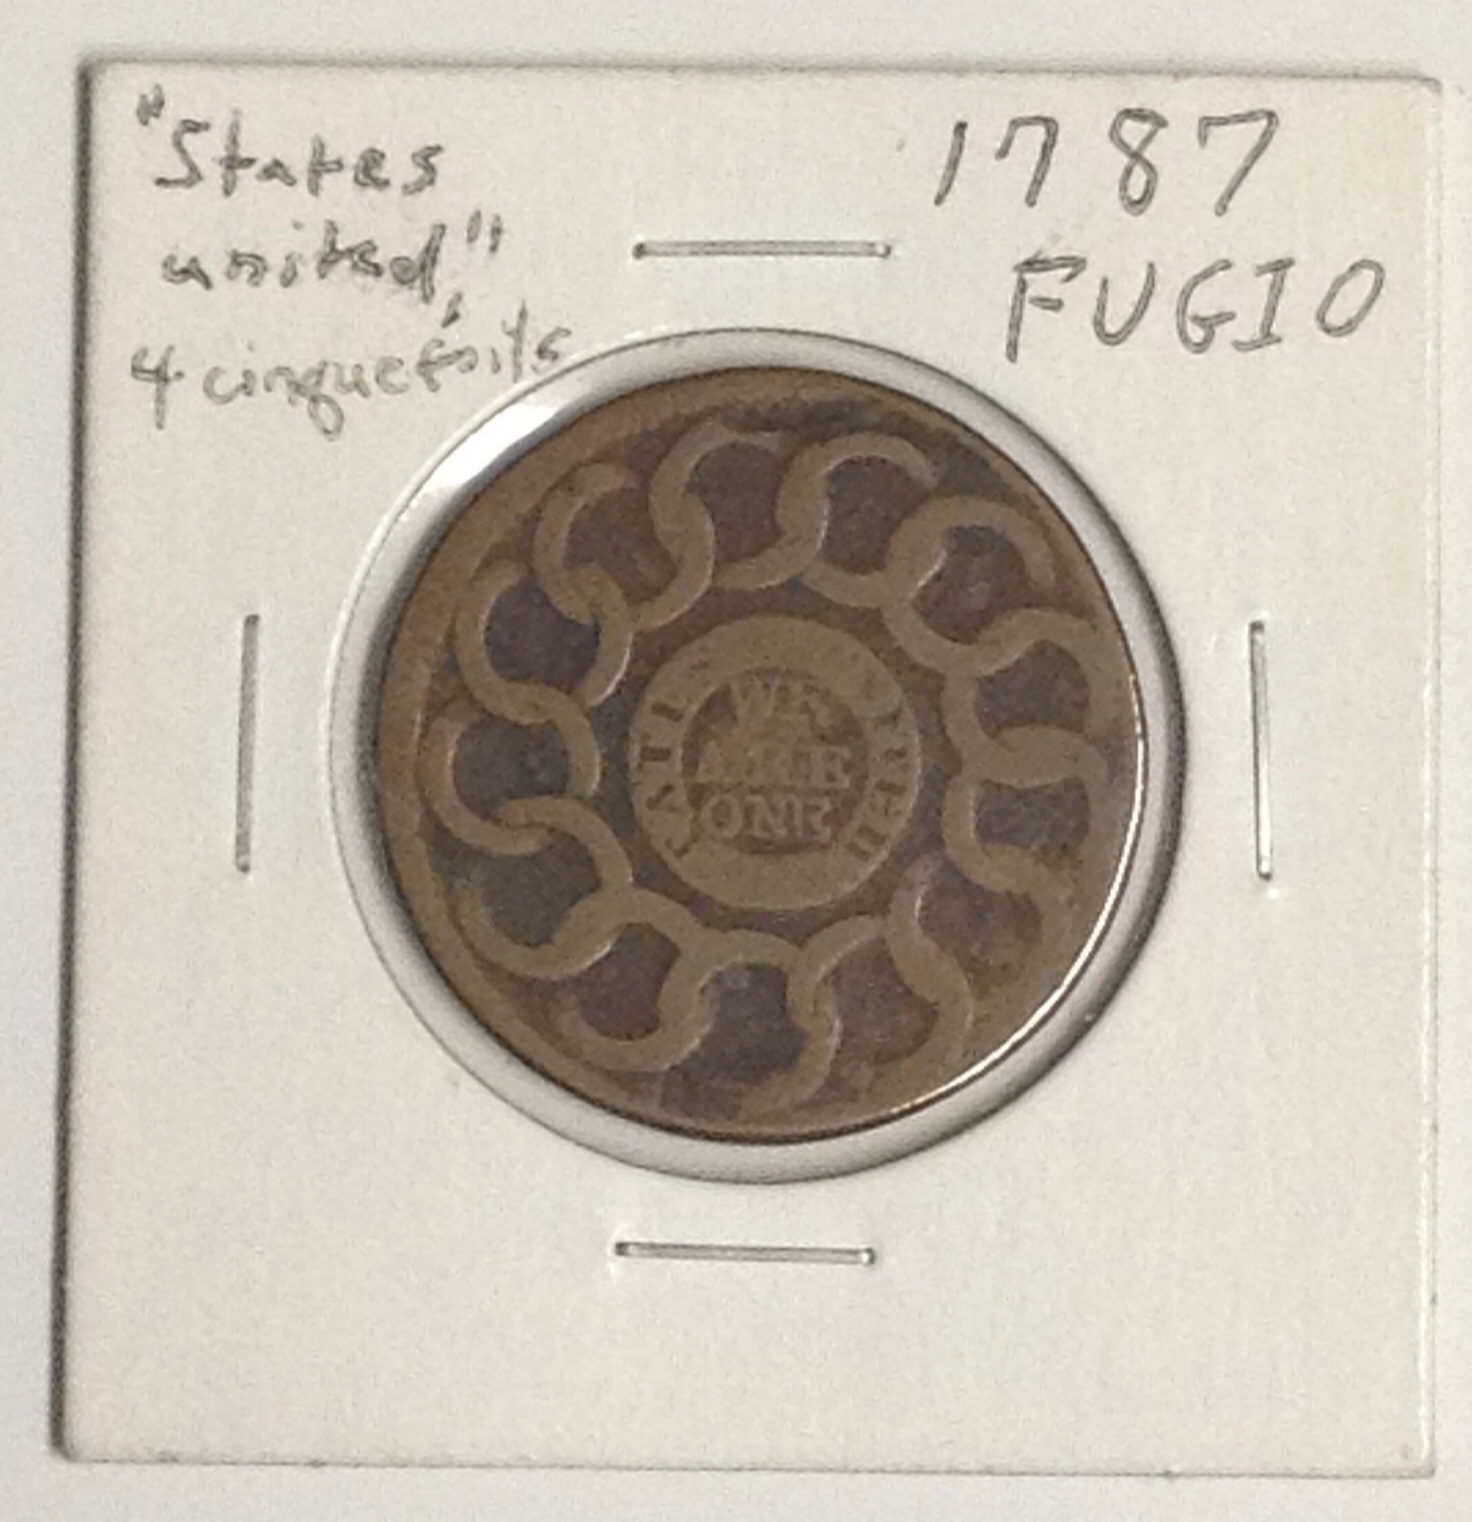 "States
united,"
4 cinquefoils
1787
FUGIO
WE
ARE
ONE